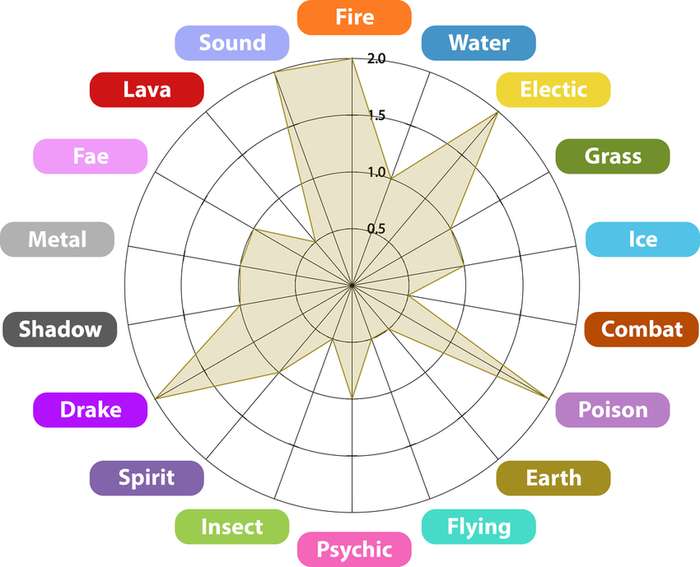 Fire
Sound
Water
2.0
Lava
Electic
1.5
Fae
Grass
1.0
Metal
0.5
Ice
Shadow
Combat
Drake
Poison
Spirit
Earth
Insect
Flying
Psychic